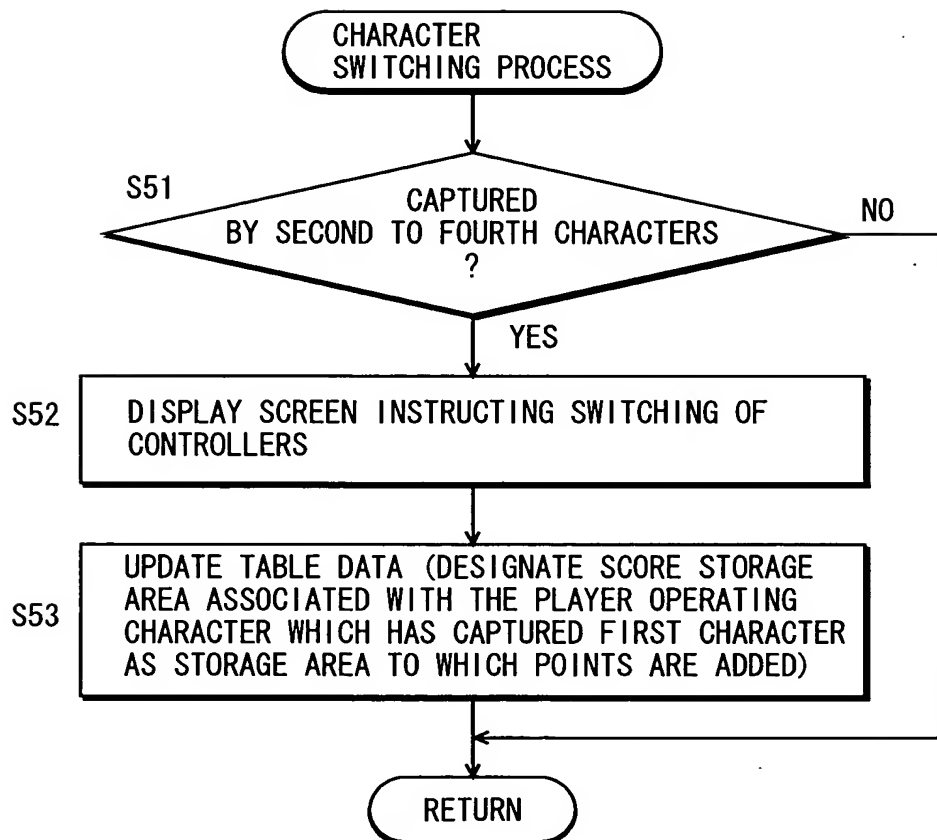 CHARACTER
SWITCHING PROCESS
S51
CAPTURED
BY SECOND TO FOURTH CHARACTERS
?
NO
YES
S52
DISPLAY SCREEN INSTRUCTING SWITCHING OF
CONTROLLERS
S53
UPDATE TABLE DATA (DESIGNATE SCORE STORAGE
AREA ASSOCIATED WITH THE PLAYER OPERATING
CHARACTER WHICH HAS CAPTURED FIRST CHARACTER
AS STORAGE AREA TO WHICH POINTS ARE ADDED)
RETURN